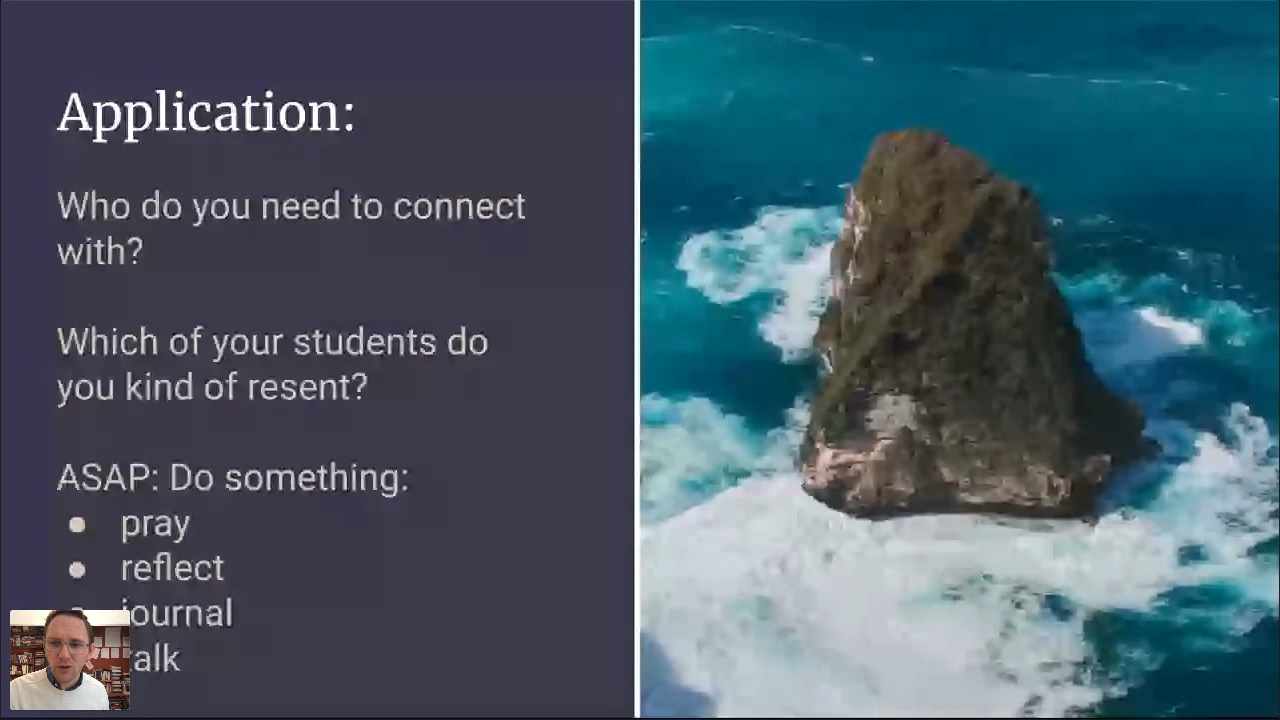 Application:
Who do you need to connect
with?
Which of your students do
you kind of resent?
ASAP: Do something:
● pray
● reflect
● journal
talk